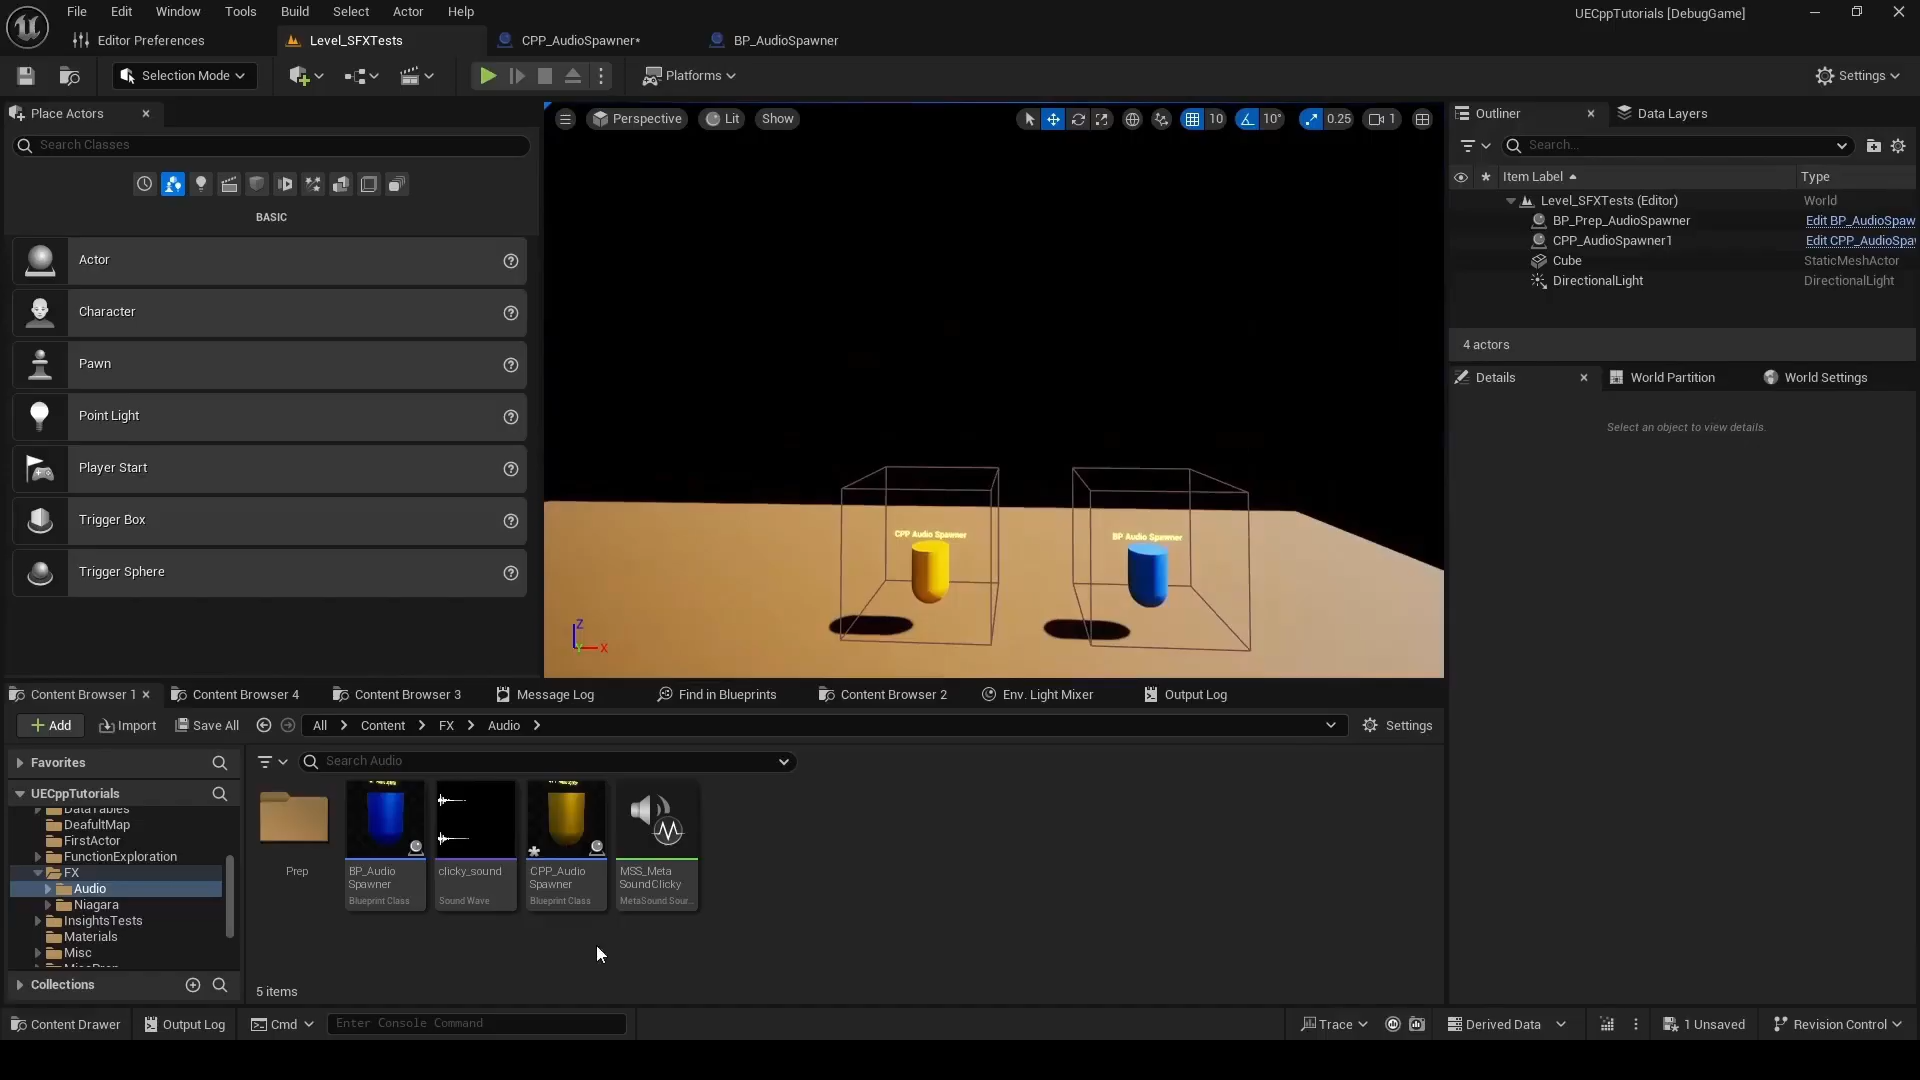 File Edit Window Tools Build Select Actor Help
UECppTutorials [DebugGame]
Editor Preferences
Level_SFXTests
CPP_AudioSpawner*
BP_AudioSpawner
Selection Mode
Platforms
Settings
Place Actors
Search Classes
BASIC
Actor
Character
Pawn
Point Light
Player Start
Trigger Box
Trigger Sphere
Perspective
Lit
Show
10
10°
0.25
1
CPP Audio Spawner
BP Audio Spawner
Z
X
Outliner
Data Layers
Search...
Item Label
Type
Level_SFXTests (Editor) World
BP_Prep_AudioSpawner Edit BP_AudioSpaw
CPP_AudioSpawner1 Edit CPP_AudioSpa
Cube StaticMeshActor
DirectionalLight DirectionalLight
4 actors
Details
World Partition
World Settings
Select an object to view details.
Content Browser 1
Content Browser 4
Content Browser 3
Message Log
Find in Blueprints
Content Browser 2
Env. Light Mixer
Output Log
Add
Import
Save All
All
Content
FX
Audio
Settings
Favorites
UECppTutorials
DataTables
DeafultMap
FirstActor
FunctionExploration
FX
Audio
Niagara
InsightsTests
Materials
Misc
Collections
Search Audio
Prep
BP_Audio
Spawner
Blueprint Class
clicky_sound
Sound Wave
CPP_Audio
Spawner
Blueprint Class
MSS_Meta
SoundClicky
MetaSound Sour...
5 items
Content Drawer
Output Log
Cmd
Enter Console Command
Trace
Derived Data
1 Unsaved
Revision Control